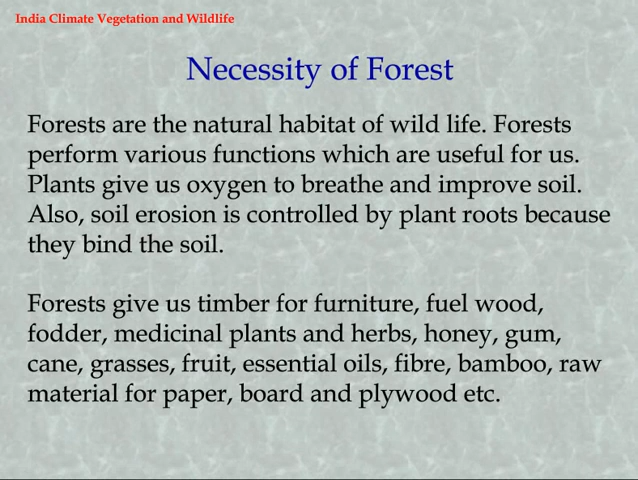 India Climate Vegetation and Wildlife
Necessity of Forest
Forests are the natural habitat of wild life. Forests
perform various functions which are useful for us.
Plants give us oxygen to breathe and improve soil.
Also, soil erosion is controlled by plant roots because
they bind the soil.
Forests give us timber for furniture, fuel wood,
fodder, medicinal plants and herbs, honey, gum,
cane, grasses, fruit, essential oils, fibre, bamboo, raw
material for paper, board and plywood etc.